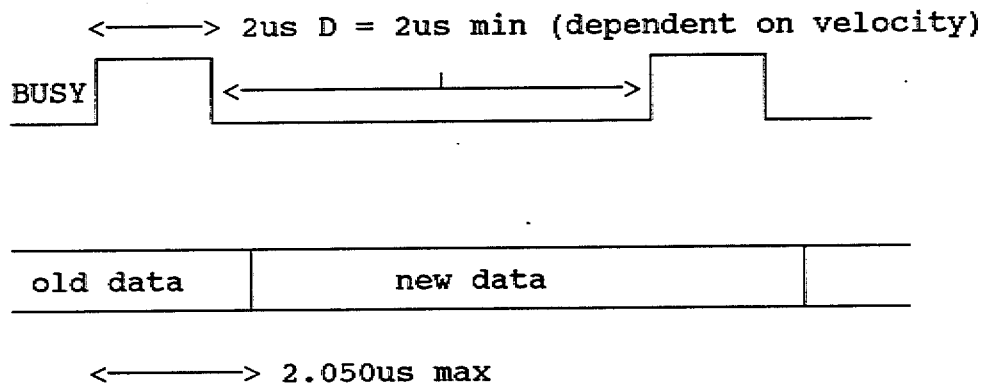 <———> 2us D = 2us min (dependent on velocity)
BUSY
old data new data
<———> 2.050us max